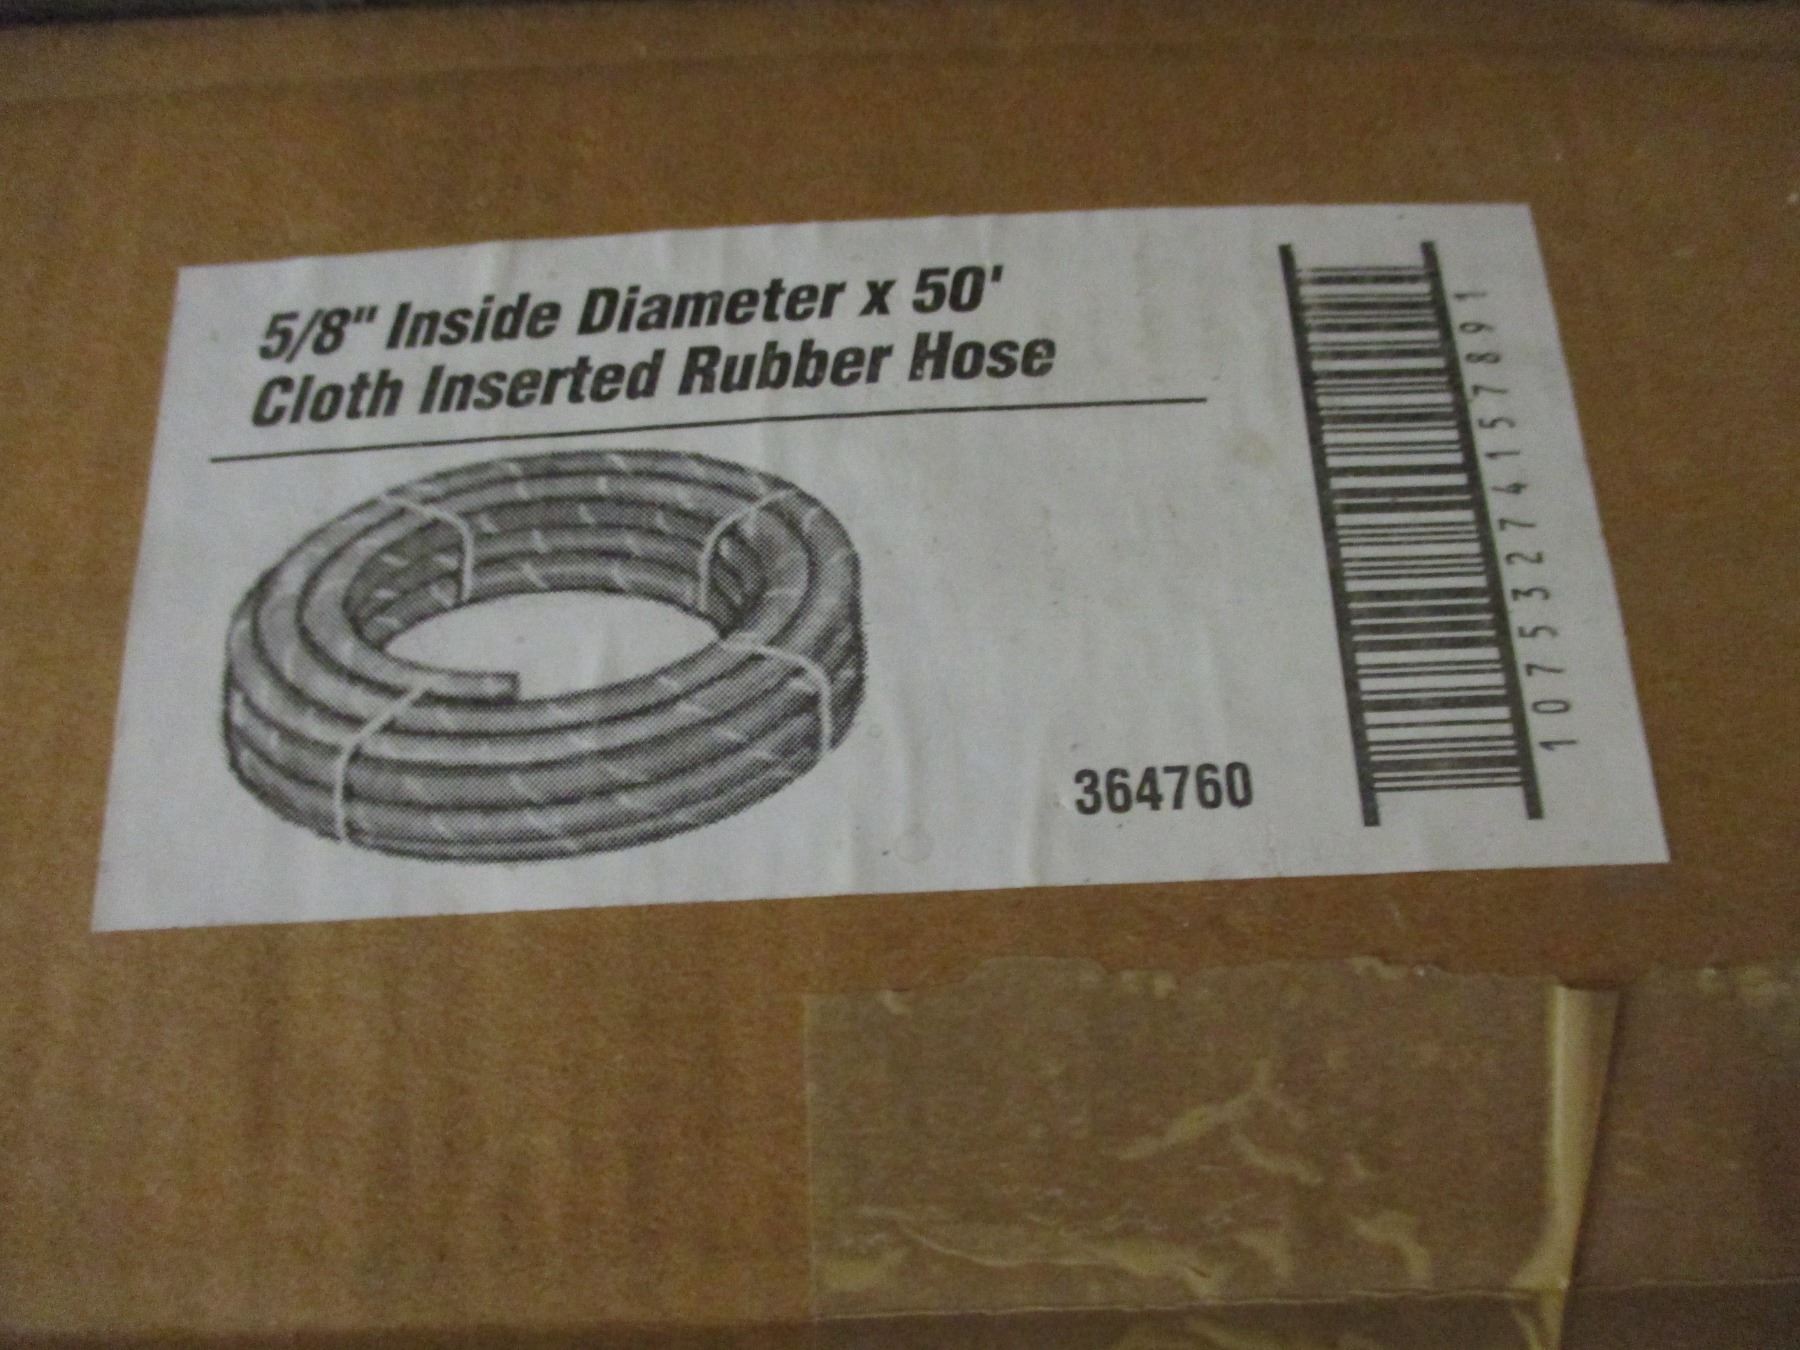 5/8" Inside Diameter x 50'
Cloth Inserted Rubber Hose
364760
10753274157891